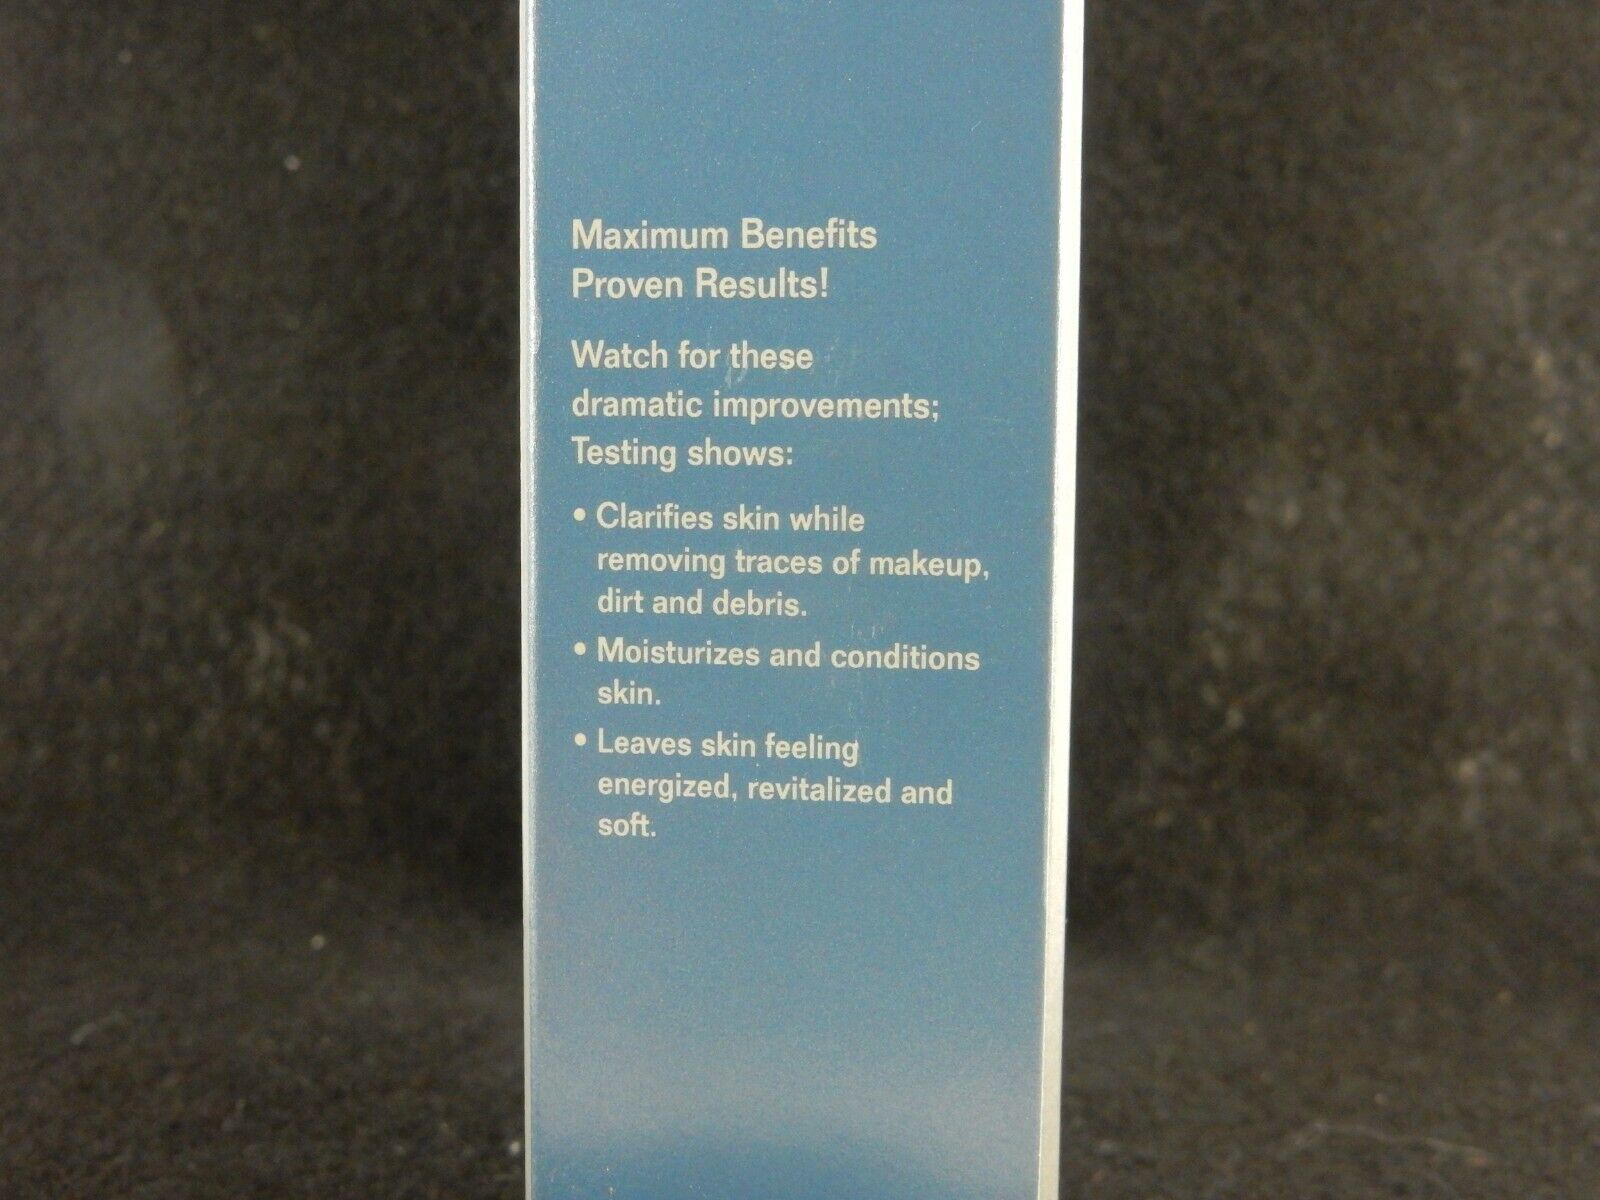 Maximum Benefits
Proven Results!
Watch for these
dramatic improvements;
Testing shows:
• Clarifies skin while
removing traces of makeup,
dirt and debris.
• Moisturizes and conditions
skin.
• Leaves skin feeling
energized, revitalized and
soft.